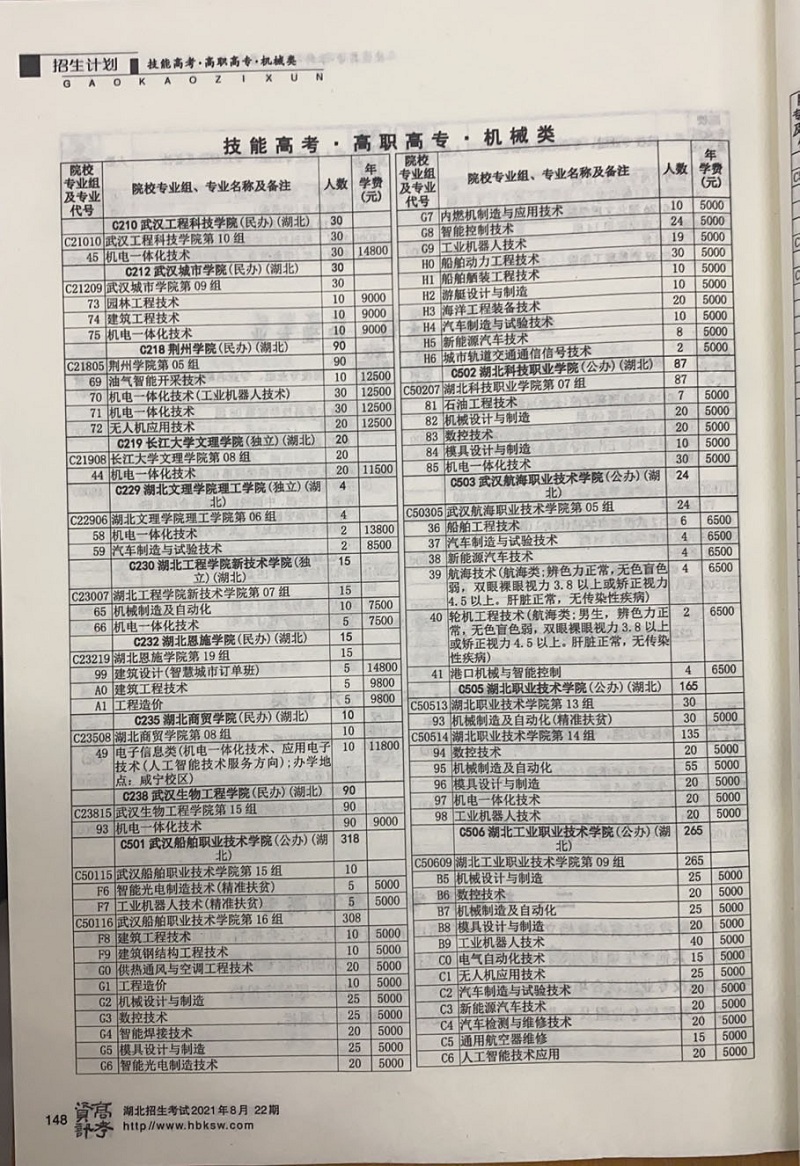 招生计划 技能高考·高职高专·机械类
GAOKAOZIXUN
技能高考·高职高专·机械类
院校
专业组
及专业
代号 院校专业组、专业名称及备注 人数 年
学费
(元)
C210 武汉工程科技学院(民办)(湖北) 30
C21010 武汉工程科技学院第 10 组 30
45 机电一体化技术 30 14800
C212 武汉城市学院(民办)(湖北) 30
C21209 武汉城市学院第 09 组 30
73 园林工程技术 10 9000
74 建筑工程技术 10 9000
75 机电一体化技术 10 9000
C218 荆州学院(民办)(湖北) 90
C21805 荆州学院第 05 组 90
69 油气智能开采技术 10 12500
70 机电一体化技术(工业机器人技术) 30 12500
71 机电一体化技术 30 12500
72 无人机应用技术 20 12500
C219 长江大学文理学院(独立)(湖北) 20
C21908 长江大学文理学院第 08 组 20
44 机电一体化技术 20 11500
C229 湖北文理学院理工学院(独立)(湖 4
北)
C22906 湖北文理学院理工学院第 06 组 4
58 机电一体化技术 2 13800
59 汽车制造与试验技术 2 8500
C230 湖北工程学院新技术学院(独 15
立)(湖北)
C23007 湖北工程学院新技术学院第 07 组 15
65 机械制造及自动化 10 7500
66 机电一体化技术 5 7500
C232 湖北恩施学院(民办)(湖北) 15
C23219 湖北恩施学院第 19 组 15
99 建筑设计(智慧城市订单班) 5 14800
A0 建筑工程技术 5 9800
A1 工程造价 5 9800
C235 湖北商贸学院(民办)(湖北) 10
C23508 湖北商贸学院第 08 组 10
49 电子信息类(机电一体化技术、应用电子 10 11800
技术(人工智能技术服务方向);办学地
点：咸宁校区)
C238 武汉生物工程学院(民办)(湖北) 90
C23815 武汉生物工程学院第 15 组 90
93 机电一体化技术 90 9000
C501 武汉船舶职业技术学院(公办)(湖 318
北)
C50115 武汉船舶职业技术学院第 15 组 10
F6 智能光电制造技术(精准扶贫) 5 5000
F7 工业机器人技术(精准扶贫) 5 5000
C50116 武汉船舶职业技术学院第 16 组 308
F8 建筑工程技术 10 5000
F9 建筑钢结构工程技术 10 5000
G0 供热通风与空调工程技术 20 5000
G1 工程造价 10 5000
G2 机械设计与制造 25 5000
G3 数控技术 25 5000
G4 智能焊接技术 20 5000
G5 模具设计与制造 25 5000
G6 智能光电制造技术 20 5000
院校
专业组
及专业
代号 院校专业组、专业名称及备注 人数 年
学费
(元)
G7 内燃机制造与应用技术 10 5000
G8 智能控制技术 24 5000
G9 工业机器人技术 19 5000
H0 船舶动力工程技术 30 5000
H1 船舶舾装工程技术 10 5000
H2 游艇设计与制造 10 5000
H3 海洋工程装备技术 20 5000
H4 汽车制造与试验技术 10 5000
H5 新能源汽车技术 8 5000
H6 城市轨道交通通信信号技术 2 5000
C502 湖北科技职业学院(公办)(湖北) 87
C50207 湖北科技职业学院第 07 组 87
81 石油工程技术 7 5000
82 机械设计与制造 20 5000
83 数控技术 20 5000
84 模具设计与制造 10 5000
85 机电一体化技术 30 5000
C503 武汉航海职业技术学院(公办)(湖 24
北)
C50305 武汉航海职业技术学院第 05 组 24
36 船舶工程技术 6 6500
37 汽车制造与试验技术 4 6500
38 新能源汽车技术 4 6500
39 航海技术(航海类;辨色力正常,无色盲色 4 6500
弱，双眼裸眼视力 3.8 以上或矫正视力
4.5 以上。肝脏正常，无传染性疾病)
40 轮机工程技术(航海类;男生，辨色力正 2 6500
常,无色盲色弱，双眼裸眼视力 3.8 以上
或矫正视力 4.5 以上。肝脏正常，无传染
性疾病)
41 港口机械与智能控制 4 6500
C505 湖北职业技术学院(公办)(湖北) 165
C50513 湖北职业技术学院第 13 组 30
93 机械制造及自动化(精准扶贫) 30 5000
C50514 湖北职业技术学院第 14 组 135
94 数控技术 20 5000
95 机械制造及自动化 55 5000
96 模具设计与制造 20 5000
97 机电一体化技术 20 5000
98 工业机器人技术 20 5000
C506 湖北工业职业技术学院(公办)(湖 265
北)
C50609 湖北工业职业技术学院第 09 组 265
B5 机械设计与制造 25 5000
B6 数控技术 20 5000
B7 机械制造及自动化 25 5000
B8 模具设计与制造 20 5000
B9 工业机器人技术 40 5000
C0 电气自动化技术 15 5000
C1 无人机应用技术 25 5000
C2 汽车制造与试验技术 20 5000
C3 新能源汽车技术 20 5000
C4 汽车检测与维修技术 20 5000
C5 通用航空器维修 15 5000
C6 人工智能技术应用 20 5000
148 高考资讯 湖北招生考试2021年8月 22期
http://www.hbksw.com